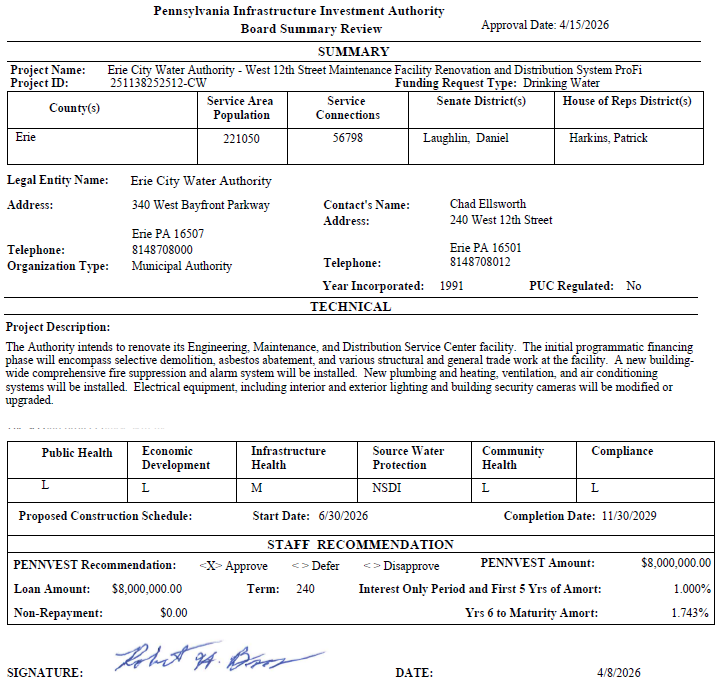 Pennsylvania Infrastructure Investment Authority
Board Summary Review
Approval Date: 4/15/2026
SUMMARY
Project Name: Erie City Water Authority - West 12th Street Maintenance Facility Renovation and Distribution System ProFi
Project ID: 251138252512-CW Funding Request Type: Drinking Water
County(s) Service Area Population Service Connections Senate District(s) House of Reps District(s)
Erie 221050 56798 Laughlin, Daniel Harkins, Patrick
Legal Entity Name: Erie City Water Authority
Address: 340 West Bayfront Parkway Contact's Name: Chad Ellsworth
Address: 240 West 12th Street
Erie PA 16507 Erie PA 16501
Telephone: 8148708000 Telephone: 8148708012
Organization Type: Municipal Authority
Year Incorporated: 1991 PUC Regulated: No
TECHNICAL
Project Description:
The Authority intends to renovate its Engineering, Maintenance, and Distribution Service Center facility. The initial programmatic financing
phase will encompass selective demolition, asbestos abatement, and various structural and general trade work at the facility. A new building-
wide comprehensive fire suppression and alarm system will be installed. New plumbing and heating, ventilation, and air conditioning
systems will be installed. Electrical equipment, including interior and exterior lighting and building security cameras will be modified or
upgraded.
Public Health Economic Development Infrastructure Health Source Water Protection Community Health Compliance
L L M NSDI L L
Proposed Construction Schedule: Start Date: 6/30/2026 Completion Date: 11/30/2029
STAFF RECOMMENDATION
PENNVEST Recommendation: <X> Approve < > Defer < > Disapprove PENNVEST Amount: $8,000,000.00
Loan Amount: $8,000,000.00 Term: 240 Interest Only Period and First 5 Yrs of Amort: 1.000%
Non-Repayment: $0.00 Yrs 6 to Maturity Amort: 1.743%
SIGNATURE: DATE: 4/8/2026